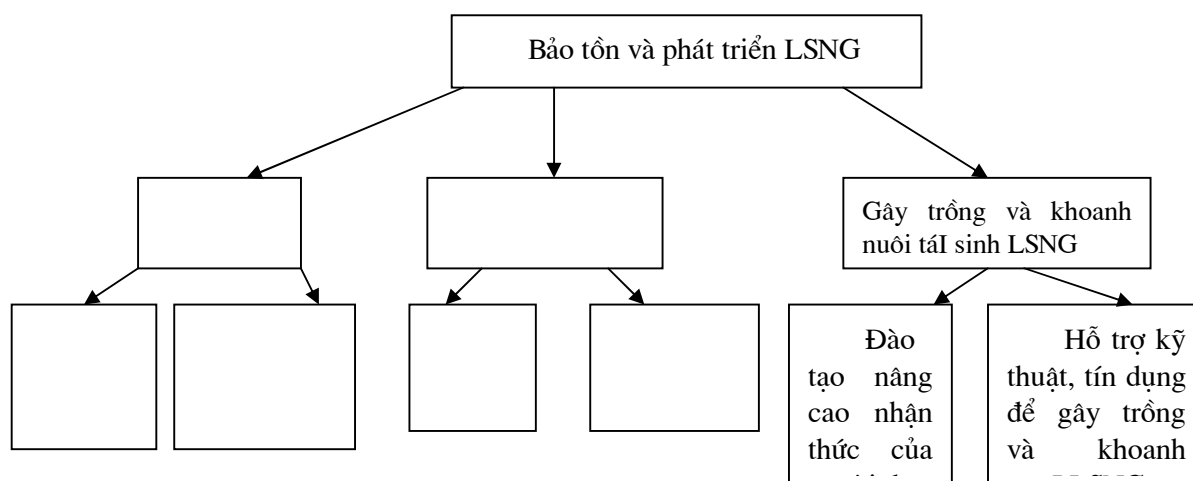 Bảo tồn và phát triển LSNG
Gây trồng và khoanh
nuôi táI sinh LSNG
Đào
tạo nâng
cao nhận
thức của
Hỗ trợ kỹ
thuật, tín dụng
để gây trồng
và khoanh